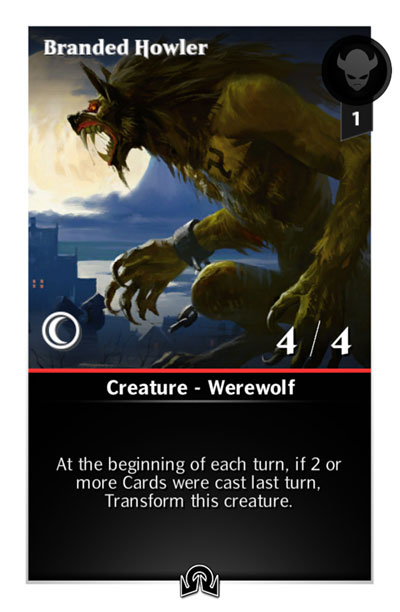 Branded Howler
1
4 / 4
Creature - Werewolf
At the beginning of each turn, if 2 or
more Cards were cast last turn,
Transform this creature.